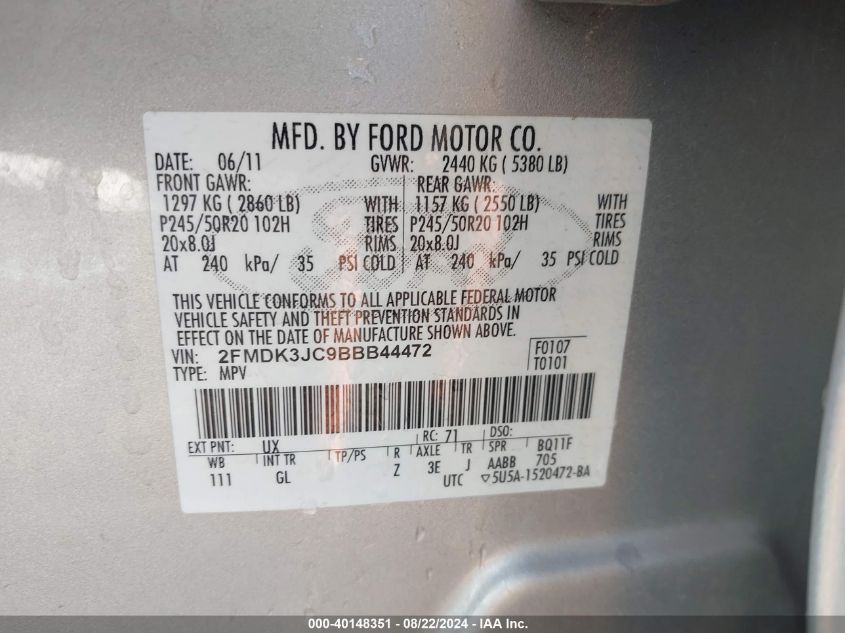 MFD. BY FORD MOTOR CO.
DATE: 06/11 GVWR: 2440 KG ( 5380 LB)
FRONT GAWR: REAR GAWR:
1297 KG ( 2860 LB) WITH 1157 KG ( 2550 LB) WITH
P245/50R20 102H TIRES P245/50R20 102H TIRES
20x8.0J RIMS 20x8.0J RIMS
AT 240 kPa/ 35 PSI COLD AT 240 kPa/ 35 PSI COLD
THIS VEHICLE CONFORMS TO ALL APPLICABLE FEDERAL MOTOR
VEHICLE SAFETY AND THEFT PREVENTION STANDARDS IN
EFFECT ON THE DATE OF MANUFACTURE SHOWN ABOVE.
VIN: 2FMDK3JC9BBB44472 F0107
TYPE: MPV T0101
EXT PNT: UX RC: 71 DSO:
WB INT TR TP/PS R AXLE TR SPR BQ11F
111 GL Z 3E J AABB 705
UTC ▽5U5A-1520472-BA
000-40148351 - 08/22/2024 - IAA Inc.